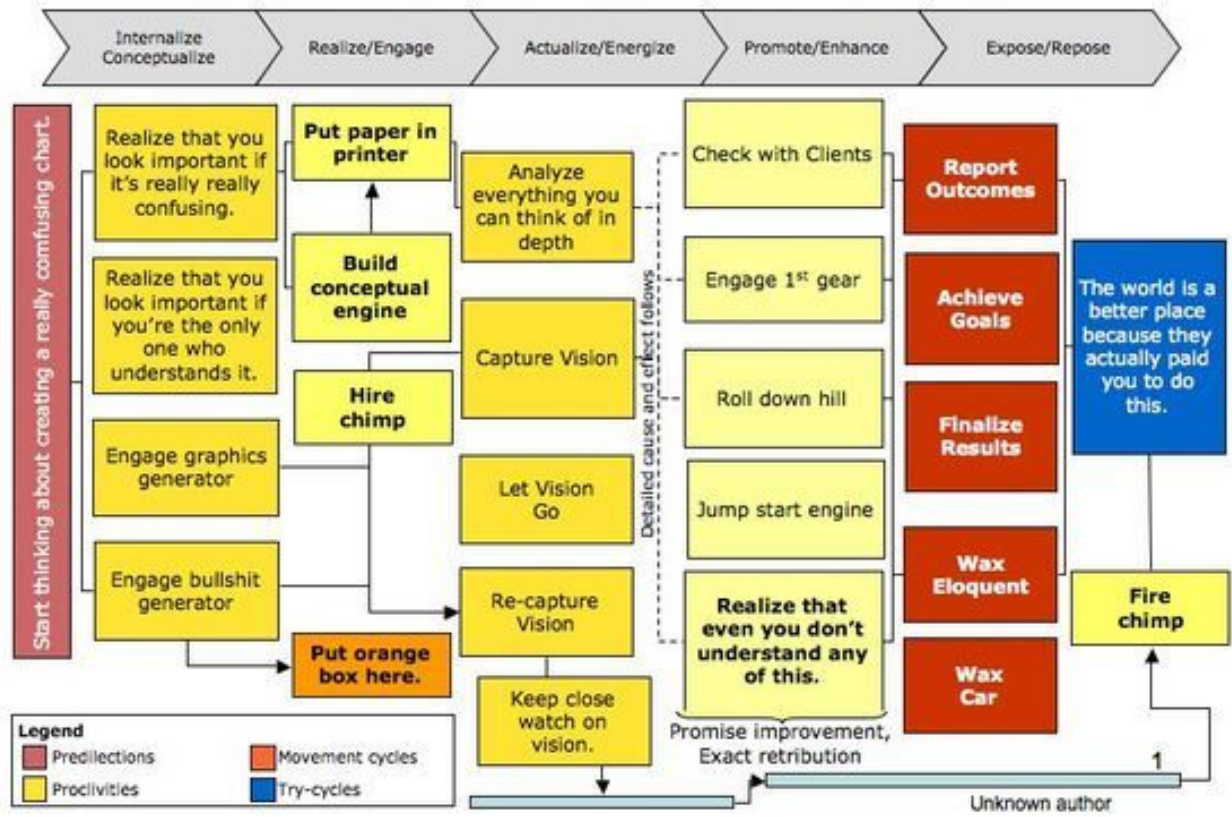 Internalize
Conceptualize
Realize/Engage
Actualize/Energize
Promote/Enhance
Expose/Repose
Start thinking about creating a really comfusing chart.
Realize that you
look important if
it's really really
confusing.
Realize that you
look important if
you're the only
one who
understands it.
Engage graphics
generator
Engage bullshit
generator
Put paper in
printer
Build
conceptual
engine
Hire
chimp
Put orange
box here.
Analyze
everything you
can think of in
depth
Capture Vision
Let Vision
Go
Re-capture
Vision
Keep close
watch on
vision.
Detailed cause and effect follows
Check with Clients
Engage 1st gear
Roll down hill
Jump start engine
Realize that
even you don't
understand any
of this.
Promise improvement,
Exact retribution
Report
Outcomes
Achieve
Goals
Finalize
Results
Wax
Eloquent
Wax
Car
The world is a
better place
because they
actually paid
you to do
this.
Fire
chimp
1
Unknown author
Legend
Predilections
Movement cycles
Proclivities
Try-cycles